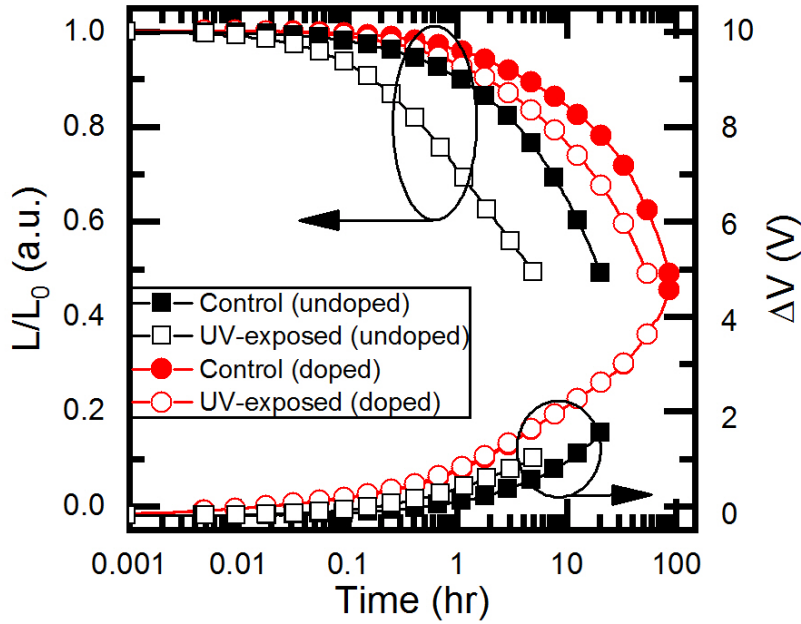 L/L₀ (a.u.)
1.0
0.8
0.6
0.4
0.2
0.0
Control (undoped)
UV-exposed (undoped)
Control (doped)
UV-exposed (doped)
10
8
6
4
2
0
ΔV (V)
0.001 0.01 0.1 1 10 100
Time (hr)